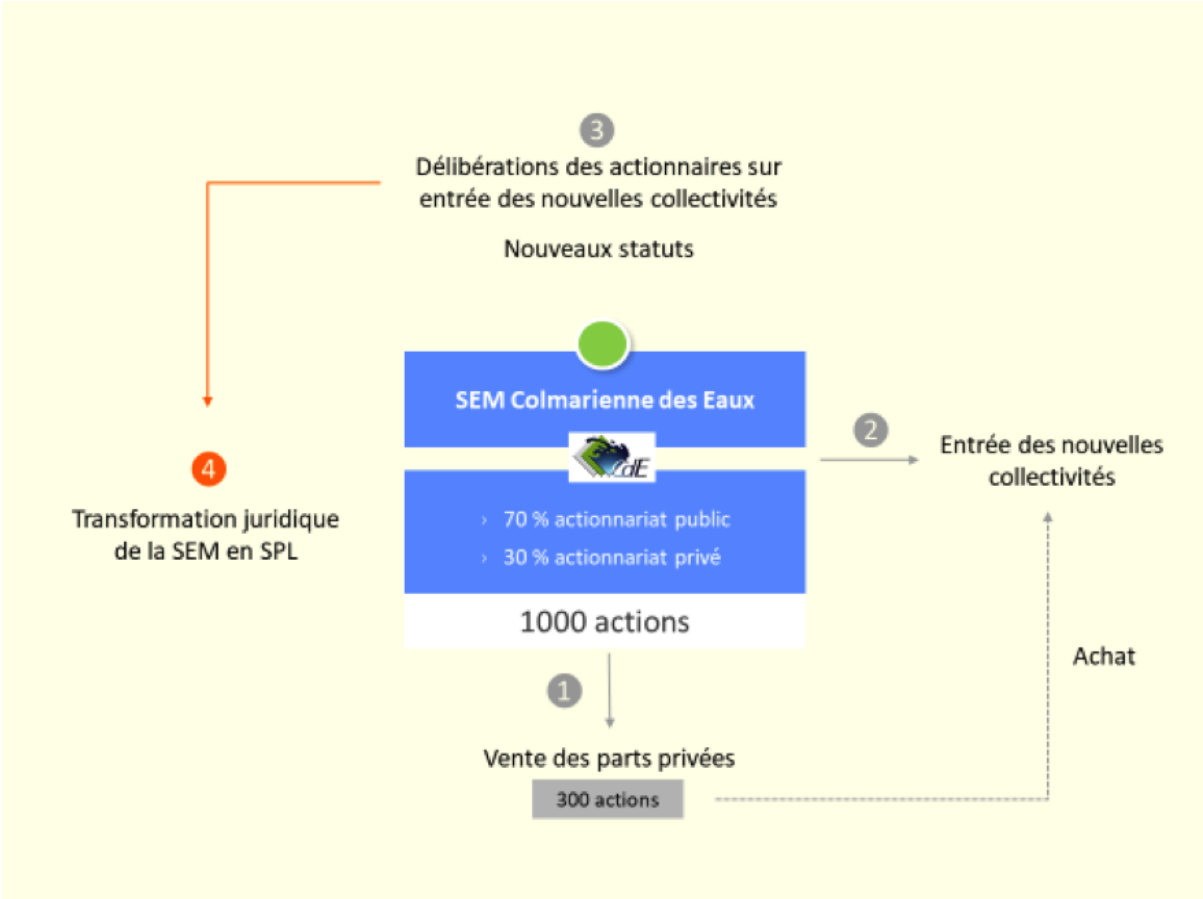 3
Délibérations des actionnaires sur
entrée des nouvelles collectivités
Nouveaux statuts
SEM Colmarienne des Eaux
CdE
2
Entrée des nouvelles
collectivités
4
Transformation juridique
de la SEM en SPL
› 70 % actionnariat public
› 30 % actionnariat privé
1000 actions
Achat
1
Vente des parts privées
300 actions